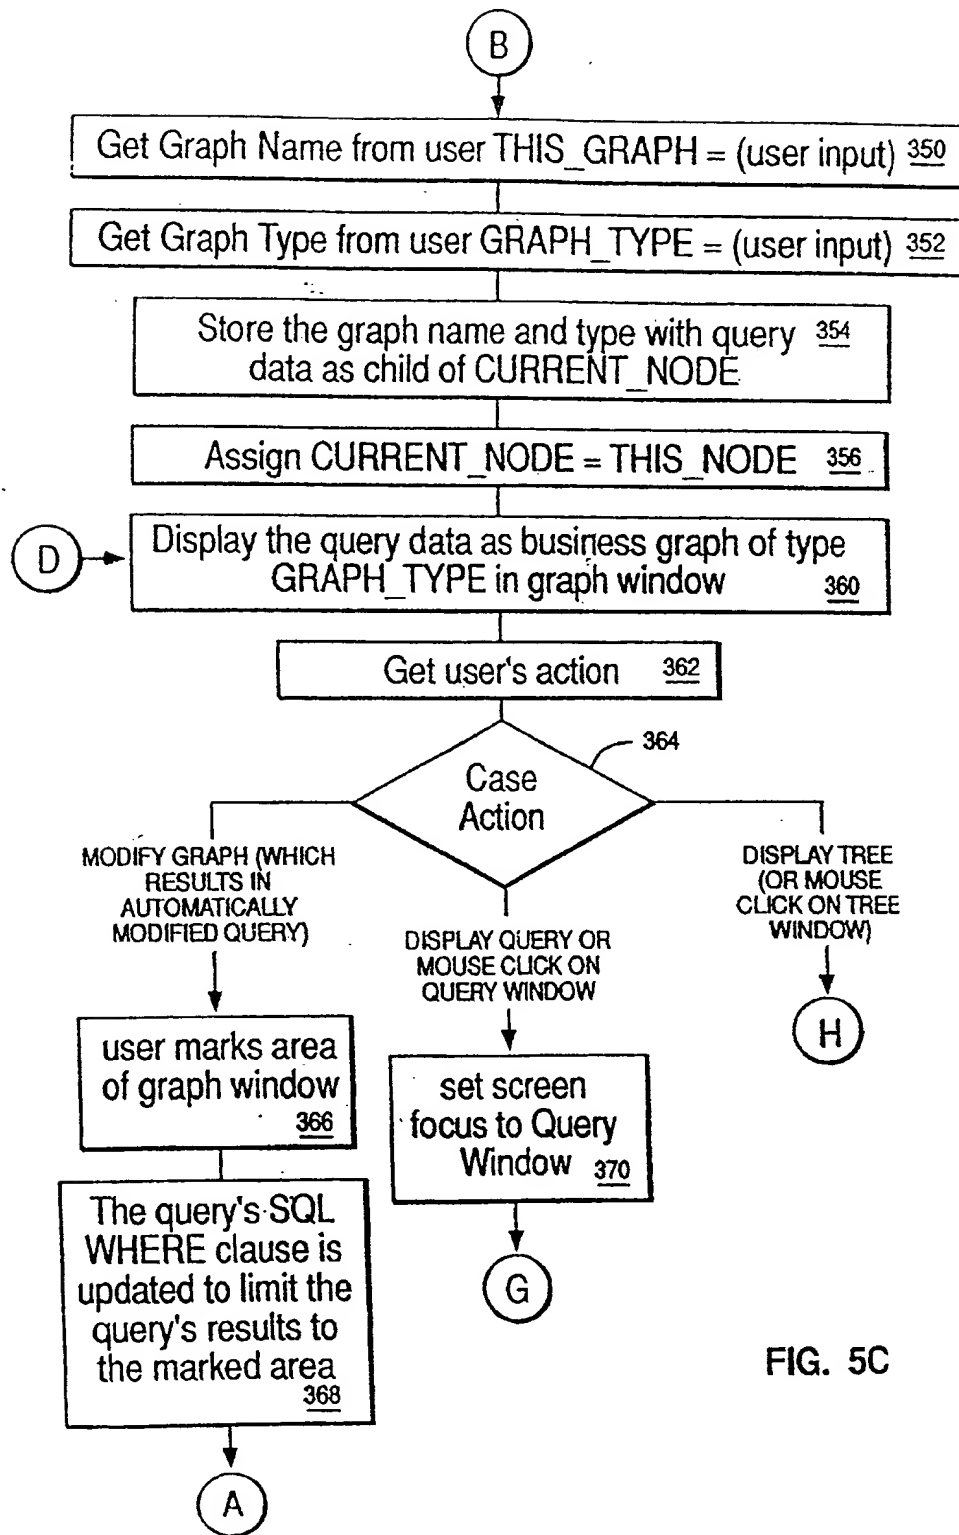 B
Get Graph Name from user THIS_GRAPH = (user input) 350
Get Graph Type from user GRAPH_TYPE = (user input) 352
Store the graph name and type with query 354
data as child of CURRENT_NODE
Assign CURRENT_NODE = THIS_NODE 356
D
Display the query data as business graph of type
GRAPH_TYPE in graph window 360
Get user's action 362
364
Case
Action
MODIFY GRAPH (WHICH
RESULTS IN
AUTOMATICALLY
MODIFIED QUERY)
DISPLAY QUERY OR
MOUSE CLICK ON
QUERY WINDOW
DISPLAY TREE
(OR MOUSE
CLICK ON TREE
WINDOW)
H
user marks area
of graph window
366
set screen
focus to Query
Window 370
The query's SQL
WHERE clause is
updated to limit the
query's results to
the marked area
368
G
FIG. 5C
A